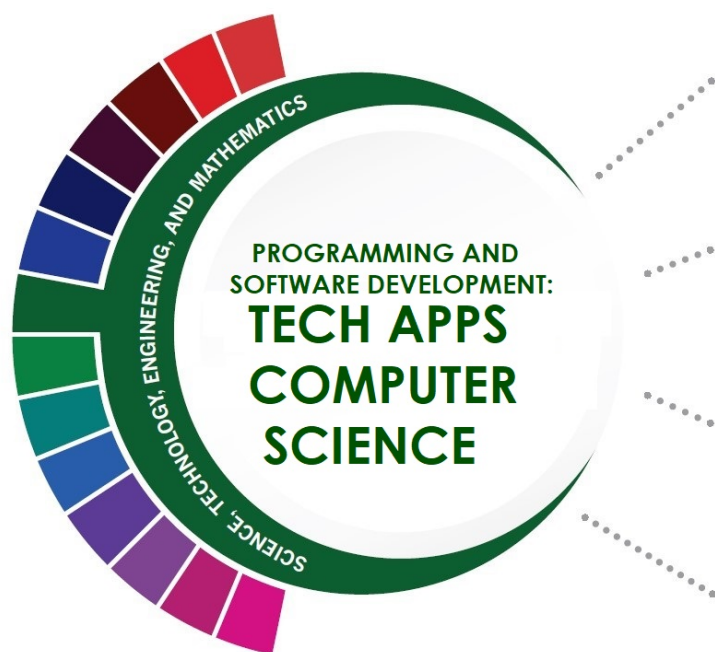 SCIENCE, TECHNOLOGY, ENGINEERING, AND MATHEMATICS
PROGRAMMING AND
SOFTWARE DEVELOPMENT:
TECH APPS
COMPUTER
SCIENCE